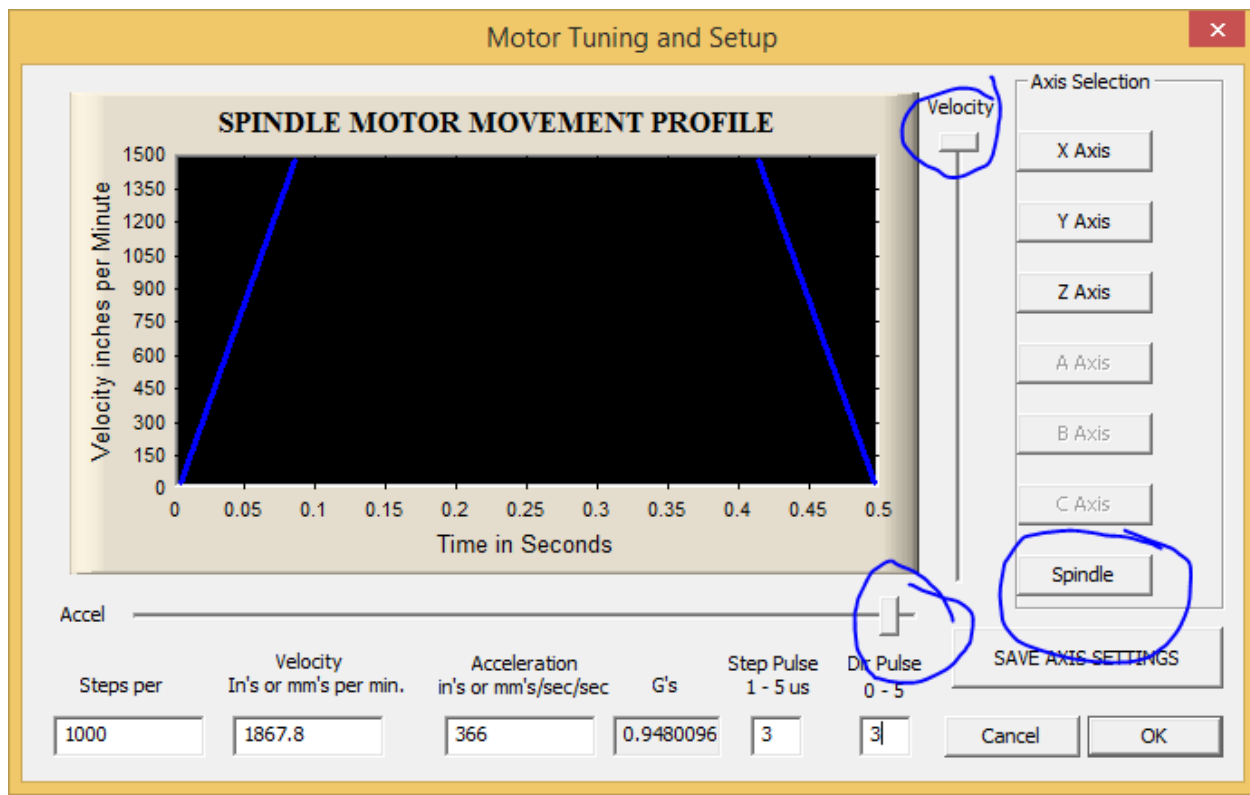 Motor Tuning and Setup
×
SPINDLE MOTOR MOVEMENT PROFILE
Velocity inches per Minute
1500
1350
1200
1050
900
750
600
450
300
150
0
0 0.05 0.1 0.15 0.2 0.25 0.3 0.35 0.4 0.45 0.5
Time in Seconds
Velocity
Axis Selection
X Axis
Y Axis
Z Axis
A Axis
B Axis
C Axis
Spindle
Accel
SAVE AXIS SETTINGS
Steps per
Velocity
In's or mm's per min.
Acceleration
in's or mm's/sec/sec
G's
Step Pulse
1 - 5 us
Dir Pulse
0 - 5
1000 1867.8 366 0.9480096 3 3
Cancel OK